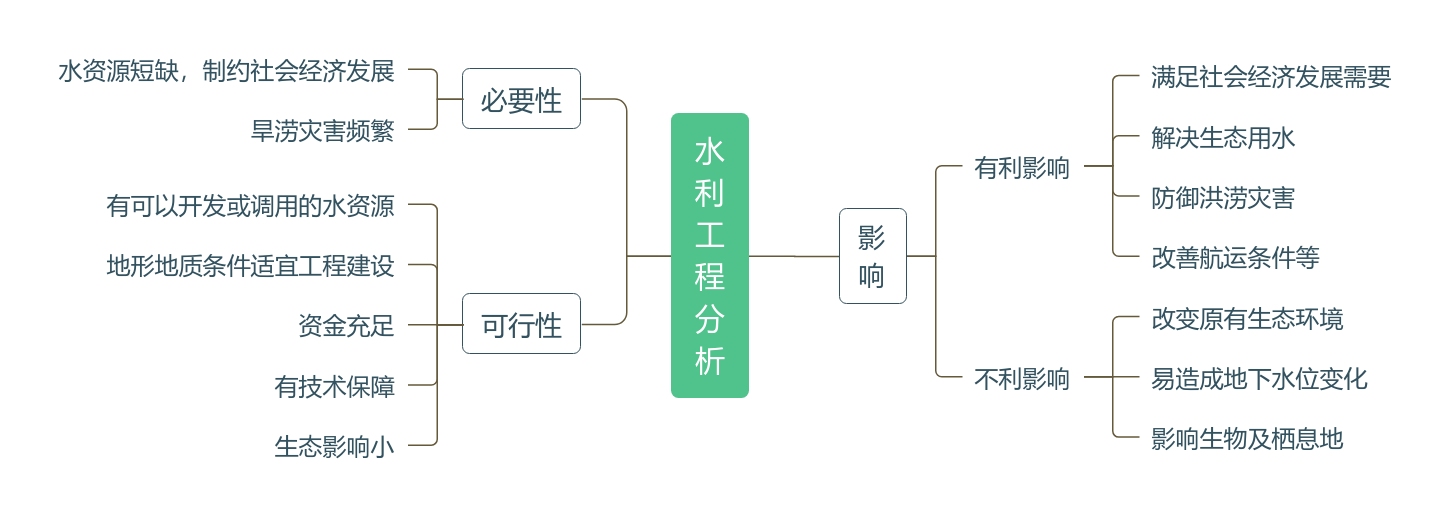 水利工程分析
必要性
水资源短缺，制约社会经济发展
旱涝灾害频繁
可行性
有可以开发或调用的水资源
地形地质条件适宜工程建设
资金充足
有技术保障
生态影响小
影响
有利影响
满足社会经济发展需要
解决生态用水
防御洪涝灾害
改善航运条件等
不利影响
改变原有生态环境
易造成地下水位变化
影响生物及栖息地